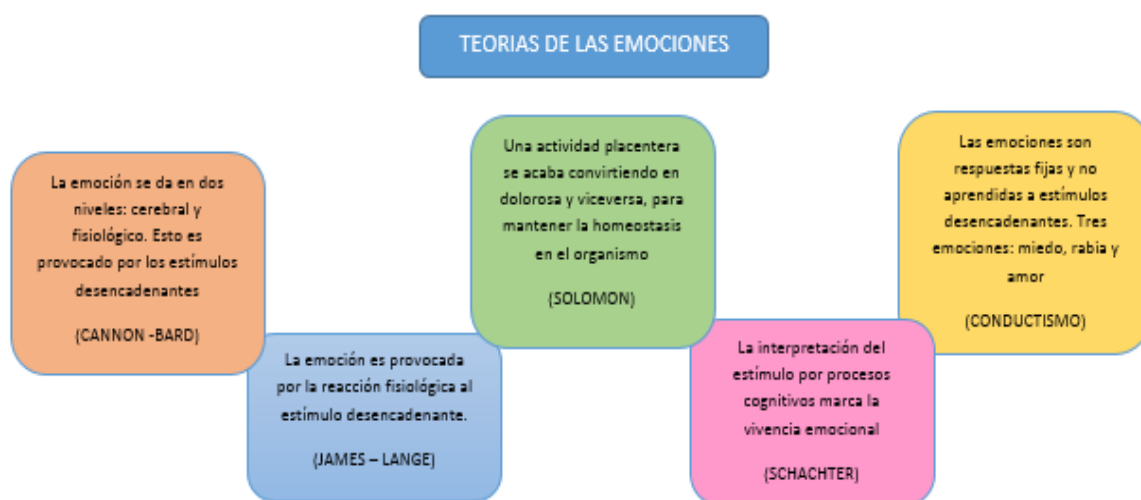 TEORIAS DE LAS EMOCIONES
La emoción se da en dos
niveles: cerebral y
fisiológico. Esto es
provocado por los estímulos
desencadenantes
(CANNON -BARD)
La emoción es provocada
por la reacción fisiológica al
estímulo desencadenante.
(JAMES – LANGE)
Una actividad placentera
se acaba convirtiendo en
dolorosa y viceversa, para
mantener la homeostasis
en el organismo
(SOLOMON)
La interpretación del
estímulo por procesos
cognitivos marca la
vivencia emocional
(SCHACHTER)
Las emociones son
respuestas fijas y no
aprendidas a estímulos
desencadenantes. Tres
emociones: miedo, rabia y
amor
(CONDUCTISMO)